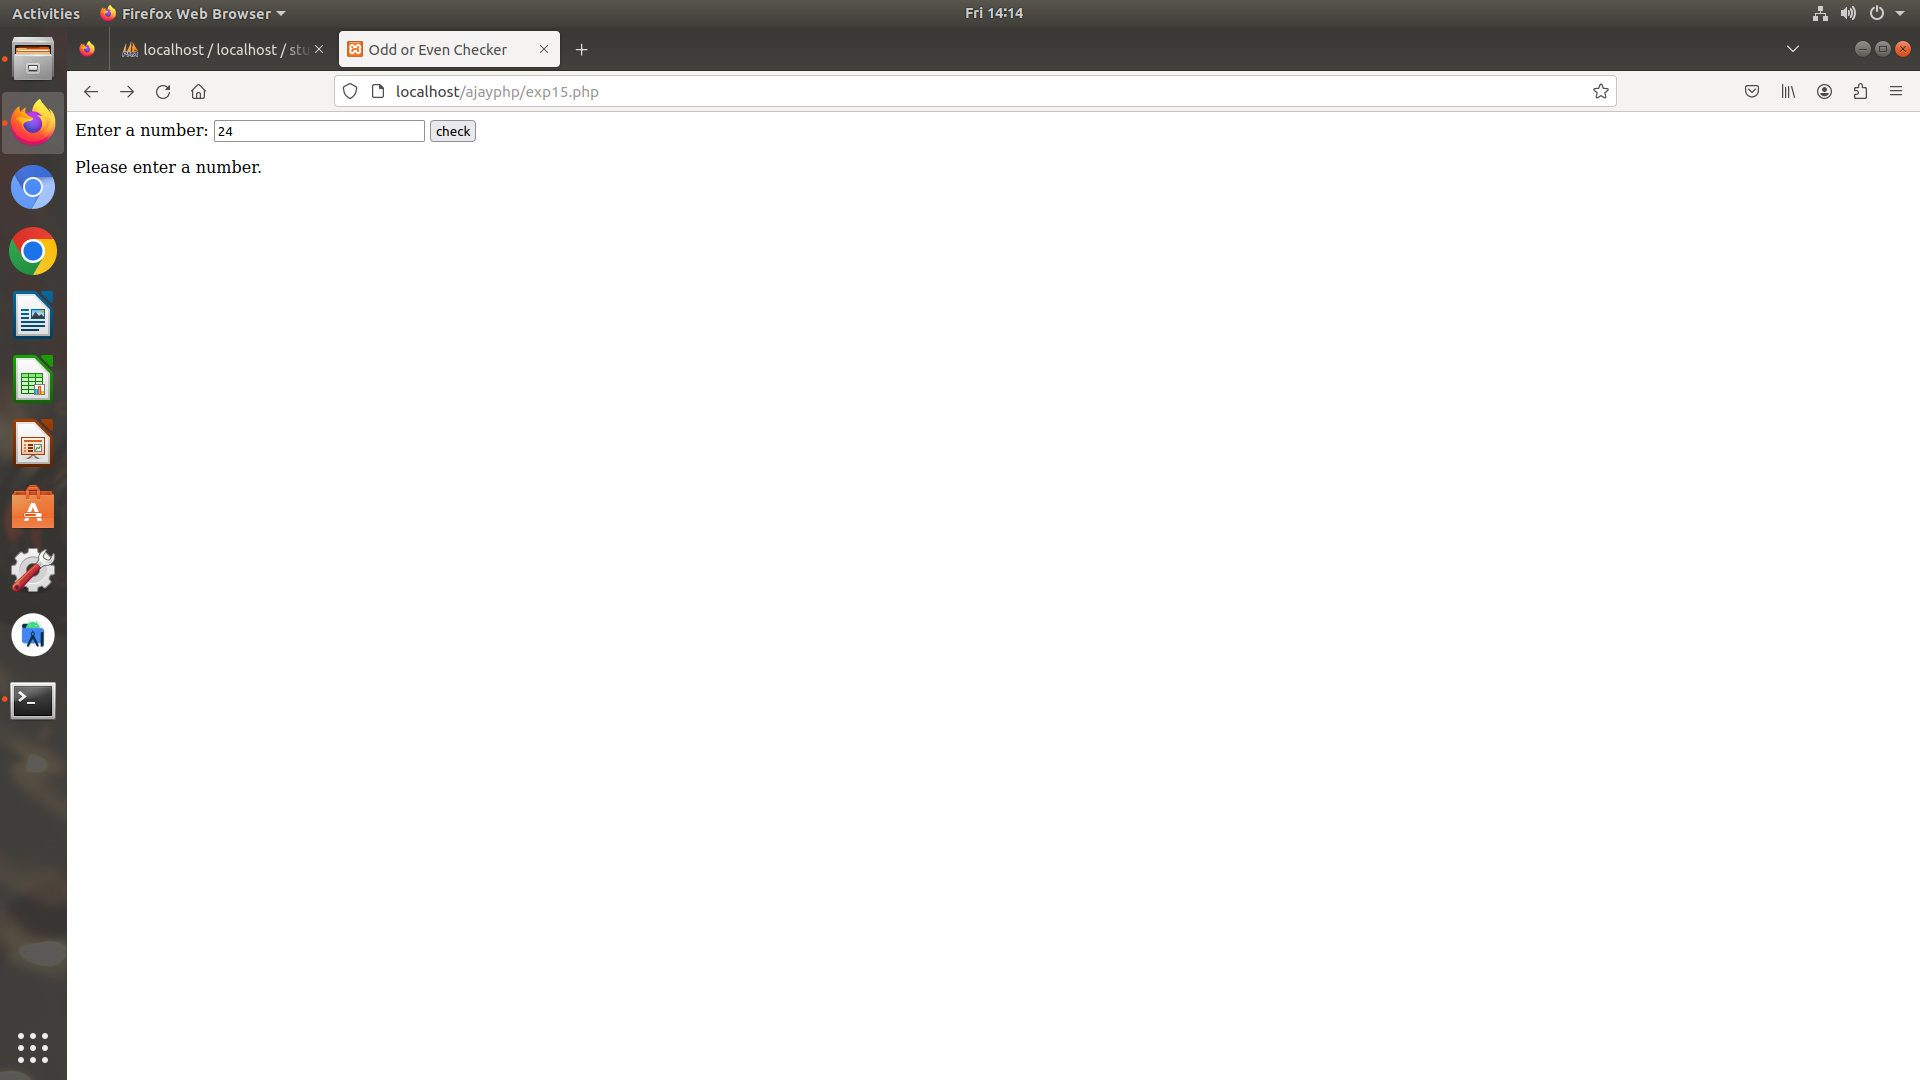 Activities
Firefox Web Browser
Fri 14:14
localhost / localhost / stu
Odd or Even Checker
localhost/ajayphp/exp15.php
Enter a number: 24 check
Please enter a number.